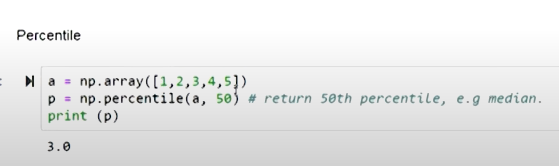 Percentile
a = np.array([1,2,3,4,5])
p = np.percentile(a, 50) # return 50th percentile, e.g median.
print (p)
3.0